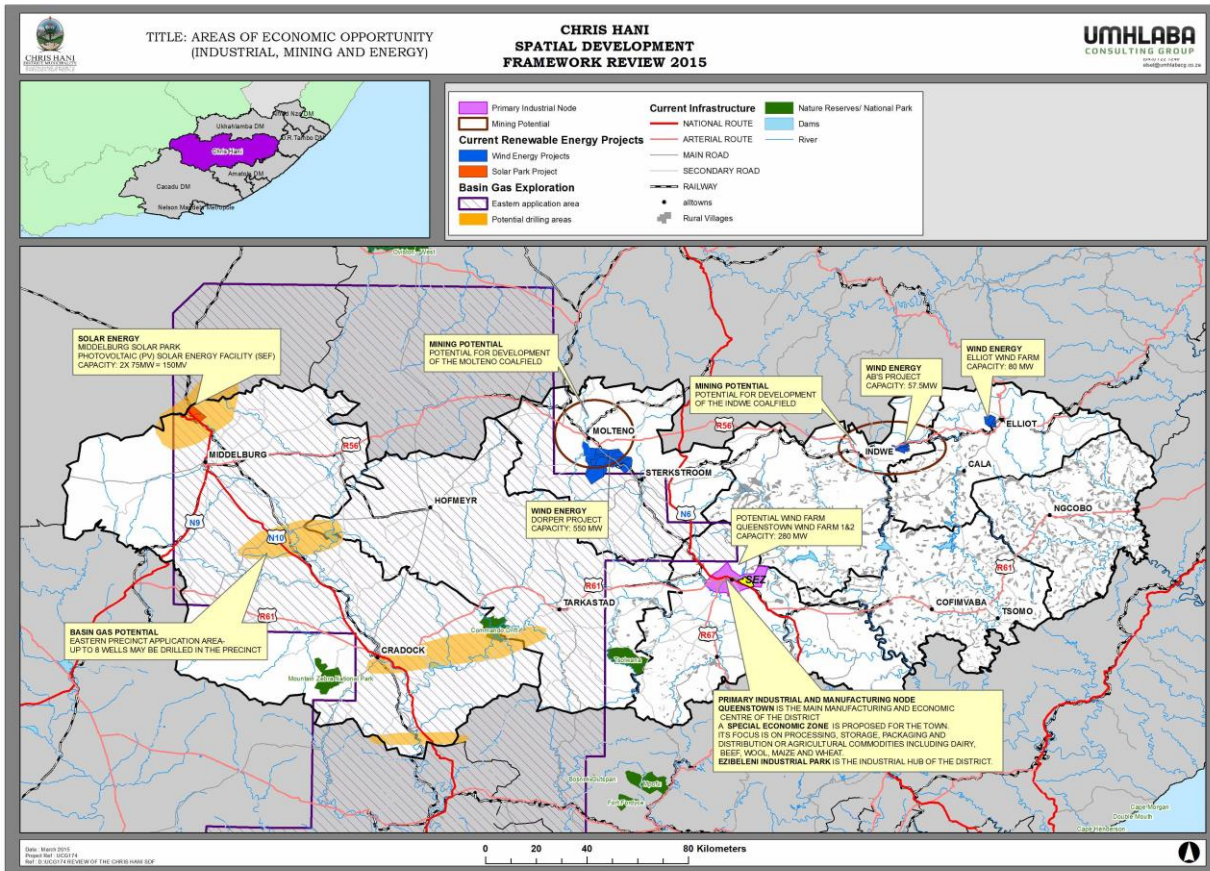 CHRIS HANI
DISTRICT MUNICIPALITY
TITLE: AREAS OF ECONOMIC OPPORTUNITY
(INDUSTRIAL, MINING AND ENERGY)
CHRIS HANI
SPATIAL DEVELOPMENT
FRAMEWORK REVIEW 2015
UMHLABA
CONSULTING GROUP
Ukhahlamba DM
Chris Hani
Amatole DM
Cacadu DM
Nelson Mandela Metropole
Primary Industrial Node
Mining Potential
Current Renewable Energy Projects
Wind Energy Projects
Solar Park Project
Basin Gas Exploration
Eastern application area
Potential drilling areas
Current Infrastructure
NATIONAL ROUTE
ARTERIAL ROUTE
MAIN ROAD
SECONDARY ROAD
RAILWAY
alltowns
Rural Villages
Nature Reserves/ National Park
Dams
River
SOLAR ENERGY
MIDDELBURG SOLAR PARK
PHOTOVOLTAIC (PV) SOLAR ENERGY FACILITY (SEF)
CAPACITY: 2X 75MW = 150MV
MINING POTENTIAL
POTENTIAL FOR DEVELOPMENT
OF THE MOLTENO COALFIELD
MINING POTENTIAL
POTENTIAL FOR DEVELOPMENT
OF THE INDWE COALFIELD
WIND ENERGY
AB'S PROJECT
CAPACITY: 57.5MW
WIND ENERGY
ELLIOT WIND FARM
CAPACITY: 80 MW
MOLTENO
R56
ELLIOT
R56
MIDDELBURG
INDWE
STERKSTROOM
CALA
HOFMEYR
WIND ENERGY
DORPER PROJECT
CAPACITY: 550 MW
N6
POTENTIAL WIND FARM
QUEENSTOWN WIND FARM 1&2
CAPACITY: 280 MW
NGCOBO
N9
N10
R61
SEZ
R61
TARKASTAD
COFIMVABA
TSOMO
R61
BASIN GAS POTENTIAL
EASTERN PRECINCT APPLICATION AREA-
UP TO 8 WELLS MAY BE DRILLED IN THE PRECINCT
Commando Drift
R67
CRADOCK
Tsolwana
Mountain Zebra National Park
PRIMARY INDUSTRIAL AND MANUFACTURING NODE
QUEENSTOWN IS THE MAIN MANUFACTURING AND ECONOMIC
CENTRE OF THE DISTRICT
A SPECIAL ECONOMIC ZONE IS PROPOSED FOR THE TOWN.
ITS FOCUS IS ON PROCESSING, STORAGE, PACKAGING AND
DISTRIBUTION OR AGRICULTURAL COMMODITIES INCLUDING DAIRY,
BEEF, WOOL, MAIZE AND WHEAT.
EZIBELENI INDUSTRIAL PARK IS THE INDUSTRIAL HUB OF THE DISTRICT.
Mpofu
Fort Fordyce
Cape Morgan
Double Mouth
Cape Henderson
Date : March 2015
Project Ref : UCG174
0 20 40 80 Kilometers